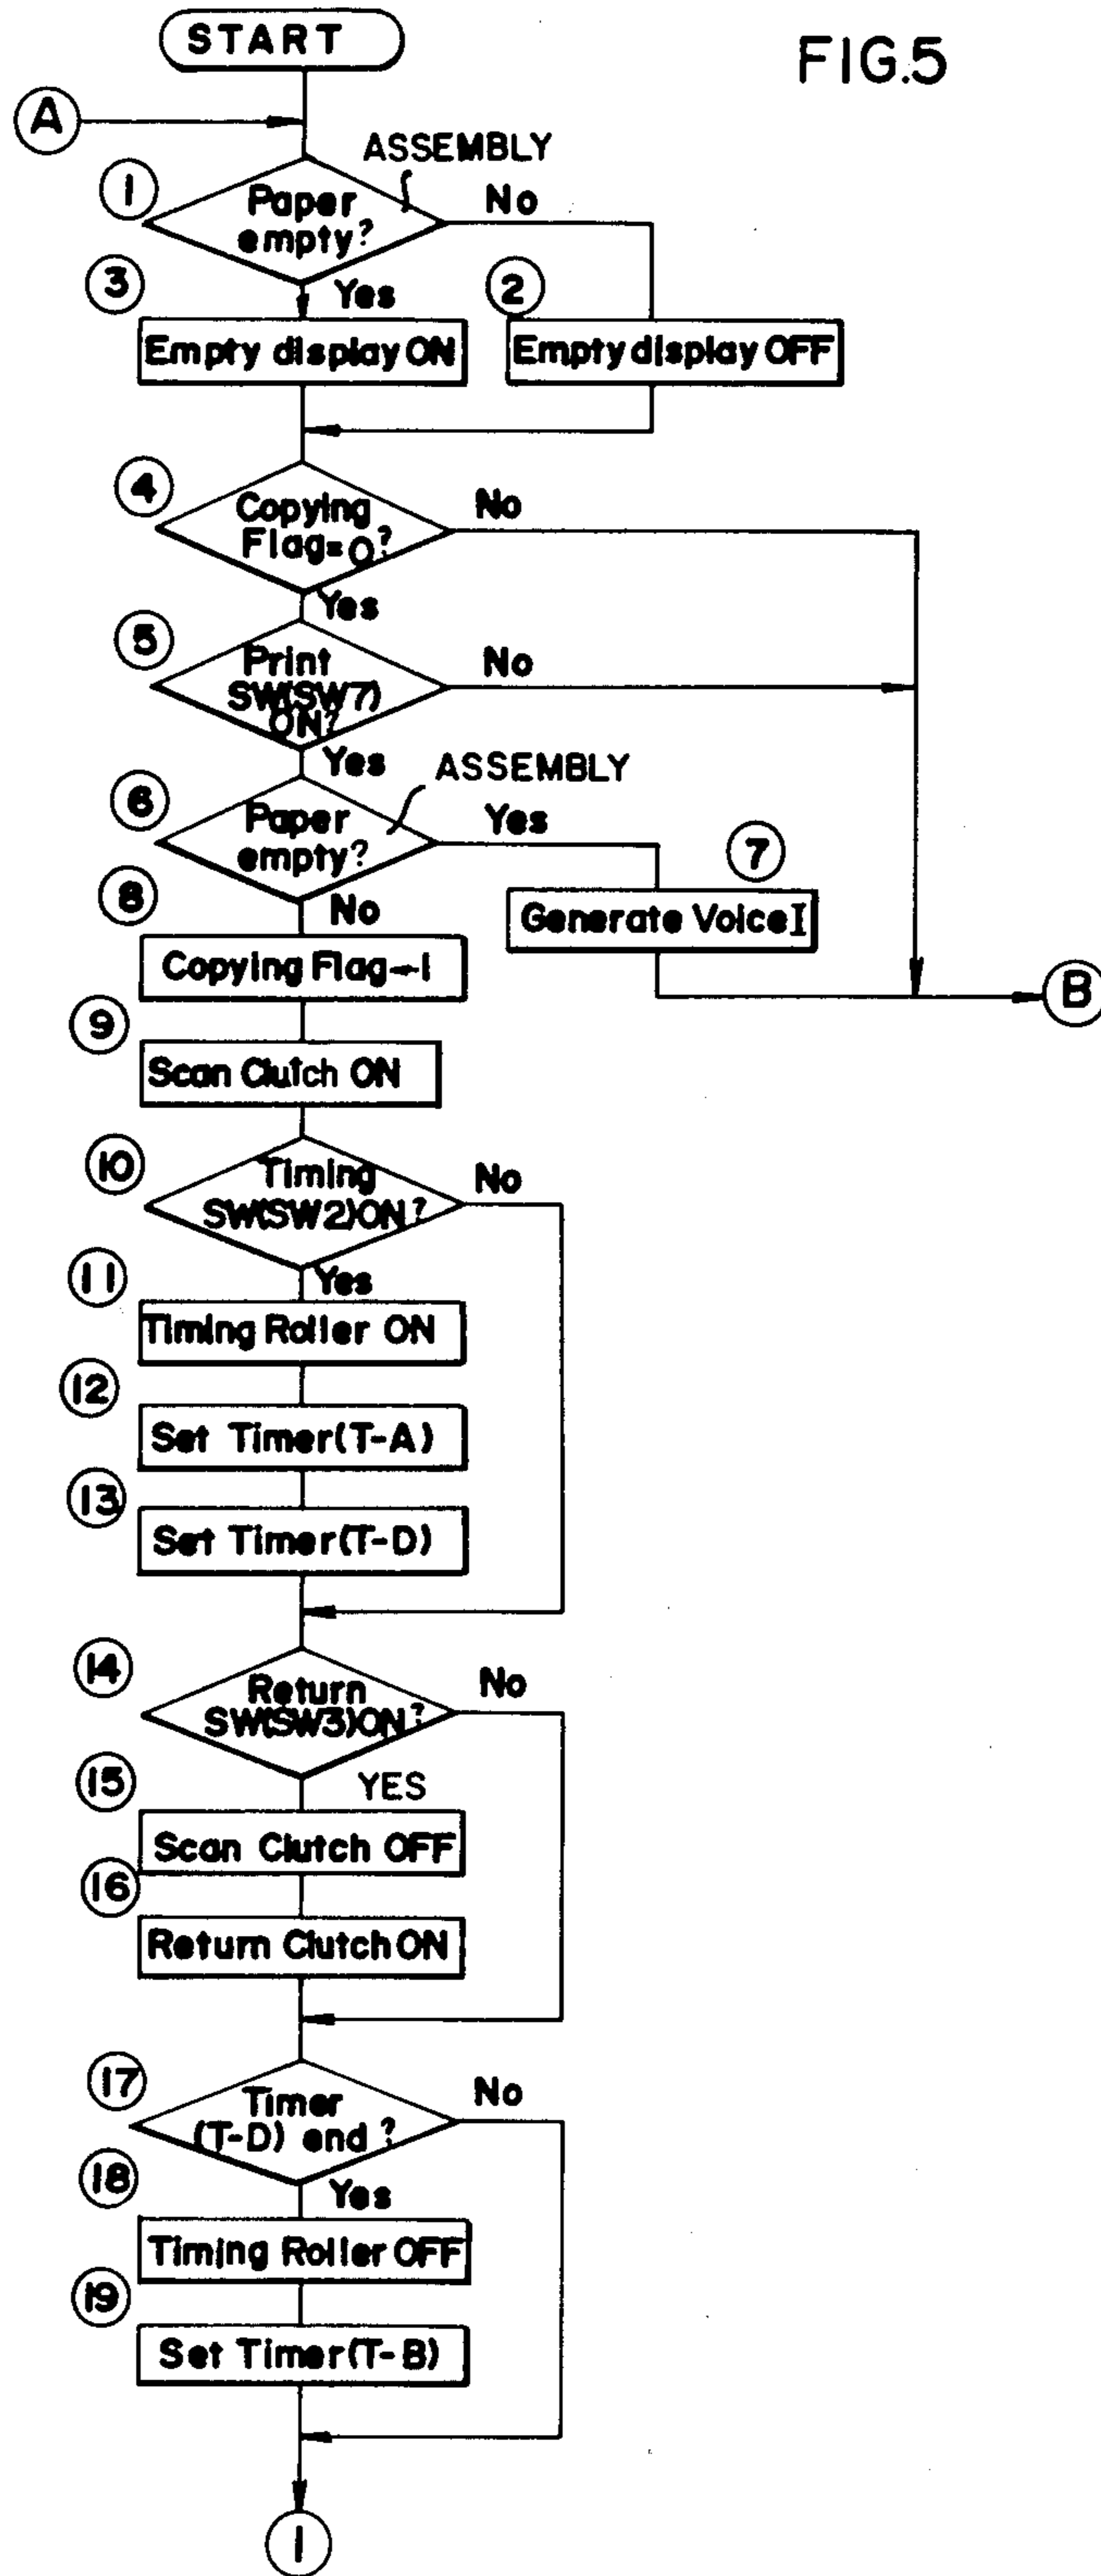 START
FIG.5
A
ASSEMBLY
1
Paper
empty?
No
3
Yes
2
Empty display ON
Empty display OFF
4
Copying
Flag=0?
No
Yes
5
Print
SW(SW7)
ON?
No
Yes
ASSEMBLY
6
Paper
empty?
Yes
7
8
No
Generate Voice I
Copying Flag→1
B
9
Scan Clutch ON
10
Timing
SW(SW2)ON?
No
11
Yes
Timing Roller ON
12
Set Timer(T-A)
13
Set Timer(T-D)
14
Return
SW(SW3)ON?
No
15
YES
Scan Clutch OFF
16
Return Clutch ON
17
Timer
(T-D) end?
No
18
Yes
Timing Roller OFF
19
Set Timer(T-B)
1